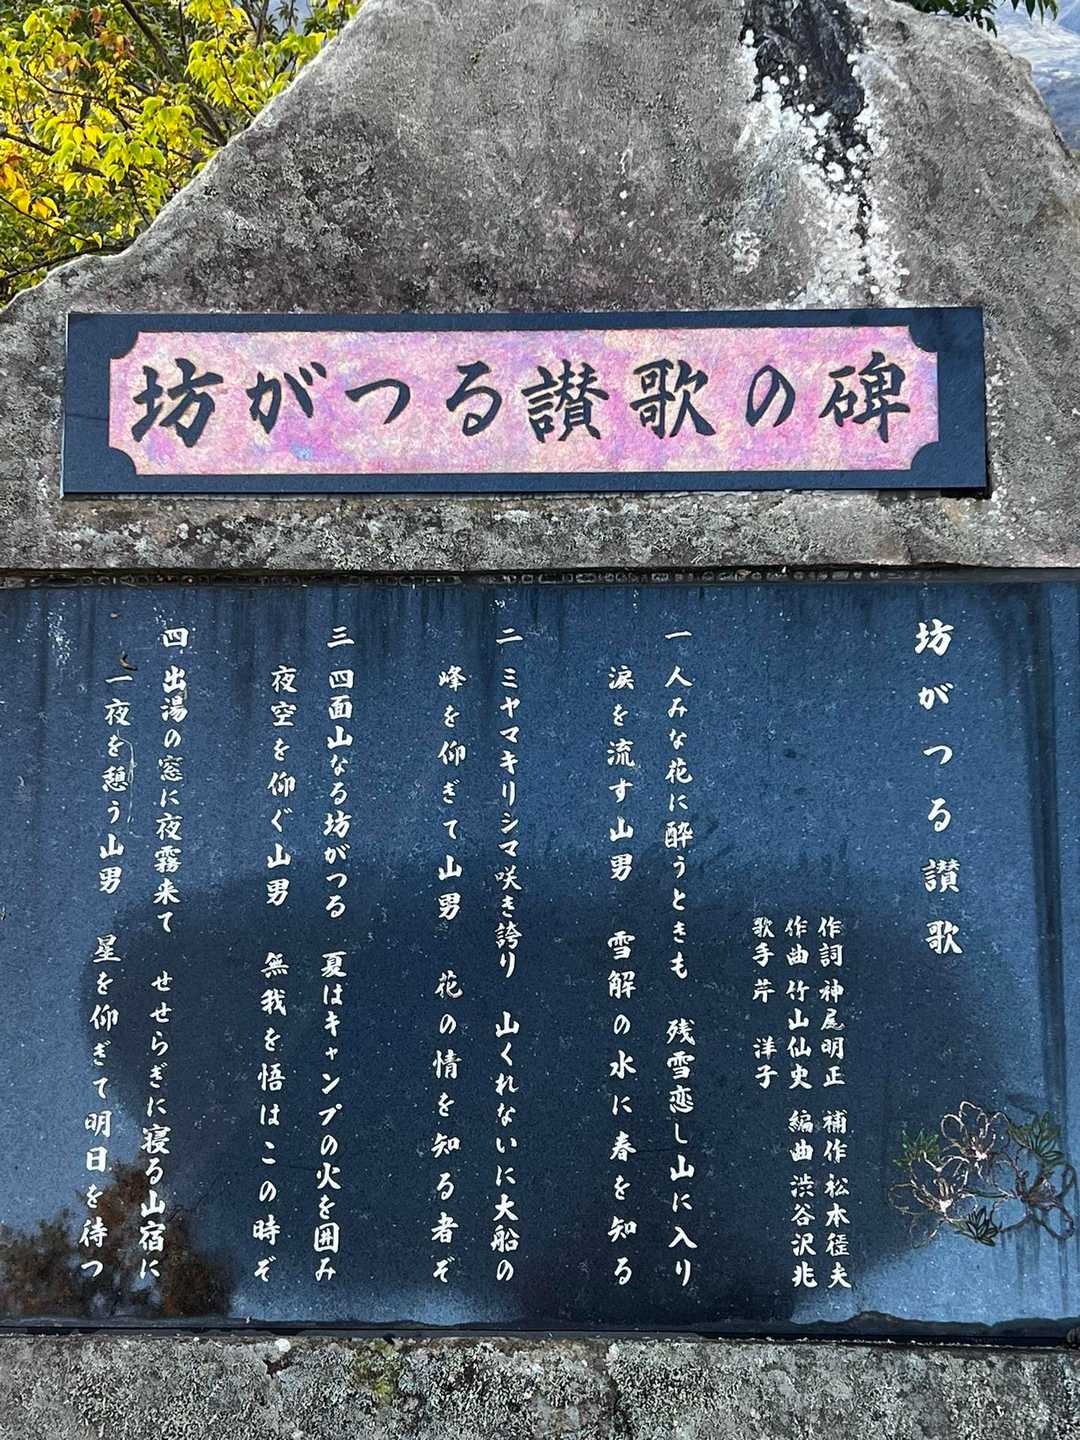 坊がつる讃歌の碑
坊がつる讃歌
作詞 神尾明正 補作 松本徰夫
作曲 竹山仙史 編曲 渋谷沢兆
歌手 芹 洋子
一 人みな花に酔うときも 残雪恋し山に入り
涙を流す山男 雪解の水に春を知る
二 ミヤマキリシマ咲き誇り 山くれないに大船の
峰を仰ぎて山男 花の情を知る者ぞ
三 四面山なる坊がつる 夏はキャンプの火を囲み
夜空を仰ぐ山男 無我を悟はこの時ぞ
四 出湯の窓に夜霧来て せせらぎに寝る山宿に
一夜を憩う山男 星を仰ぎて明日を待つ